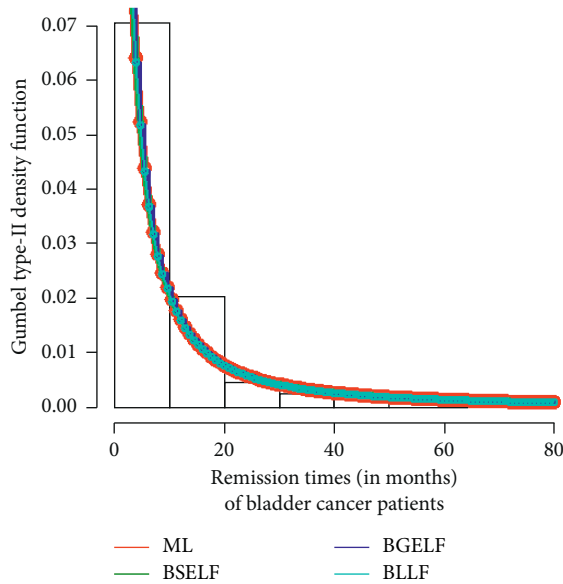 Gumbel type-II density function
0.07
0.06
0.05
0.04
0.03
0.02
0.01
0.00
0 20 40 60 80
Remission times (in months)
of bladder cancer patients
ML BGELF
BSELF BLLF